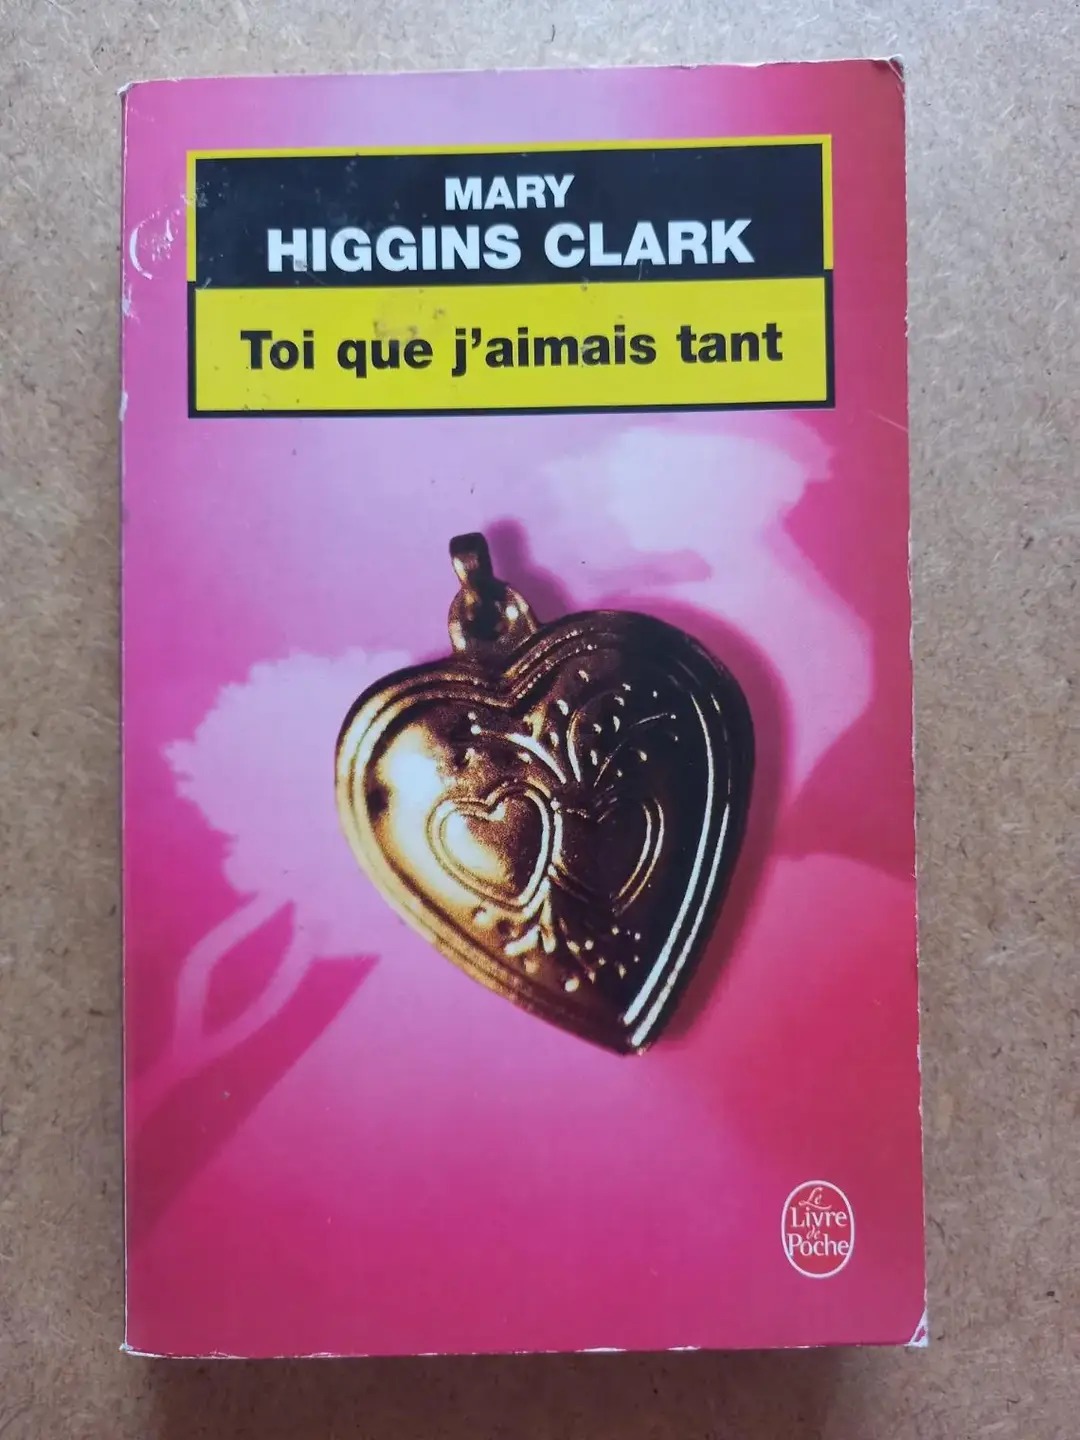 MARY
HIGGINS CLARK
Toi que j'aimais tant
Le
Livre
de
Poche